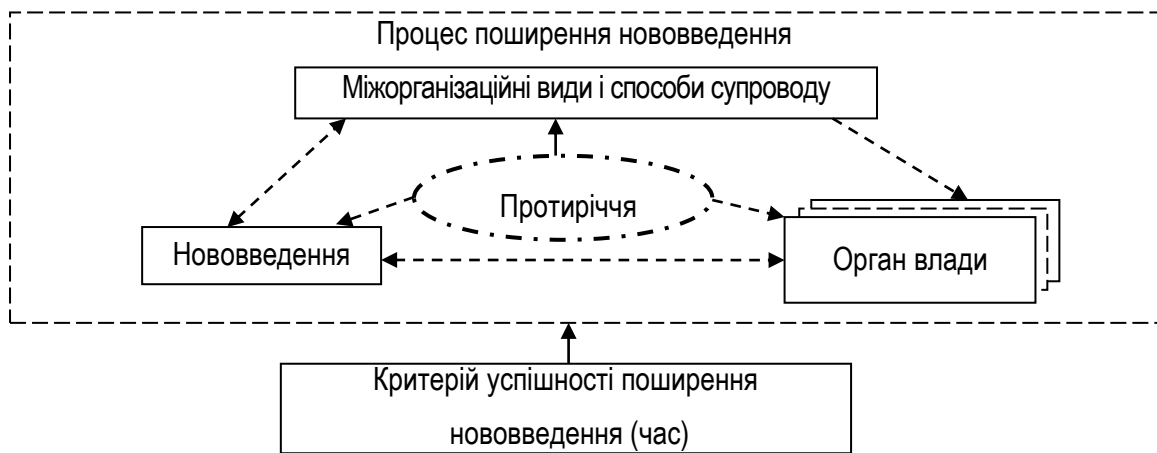 Процес поширення нововведення
Міжорганізаційні види і способи супроводу
Протиріччя
Нововведення
Орган влади
Критерій успішності поширення
нововведення (час)